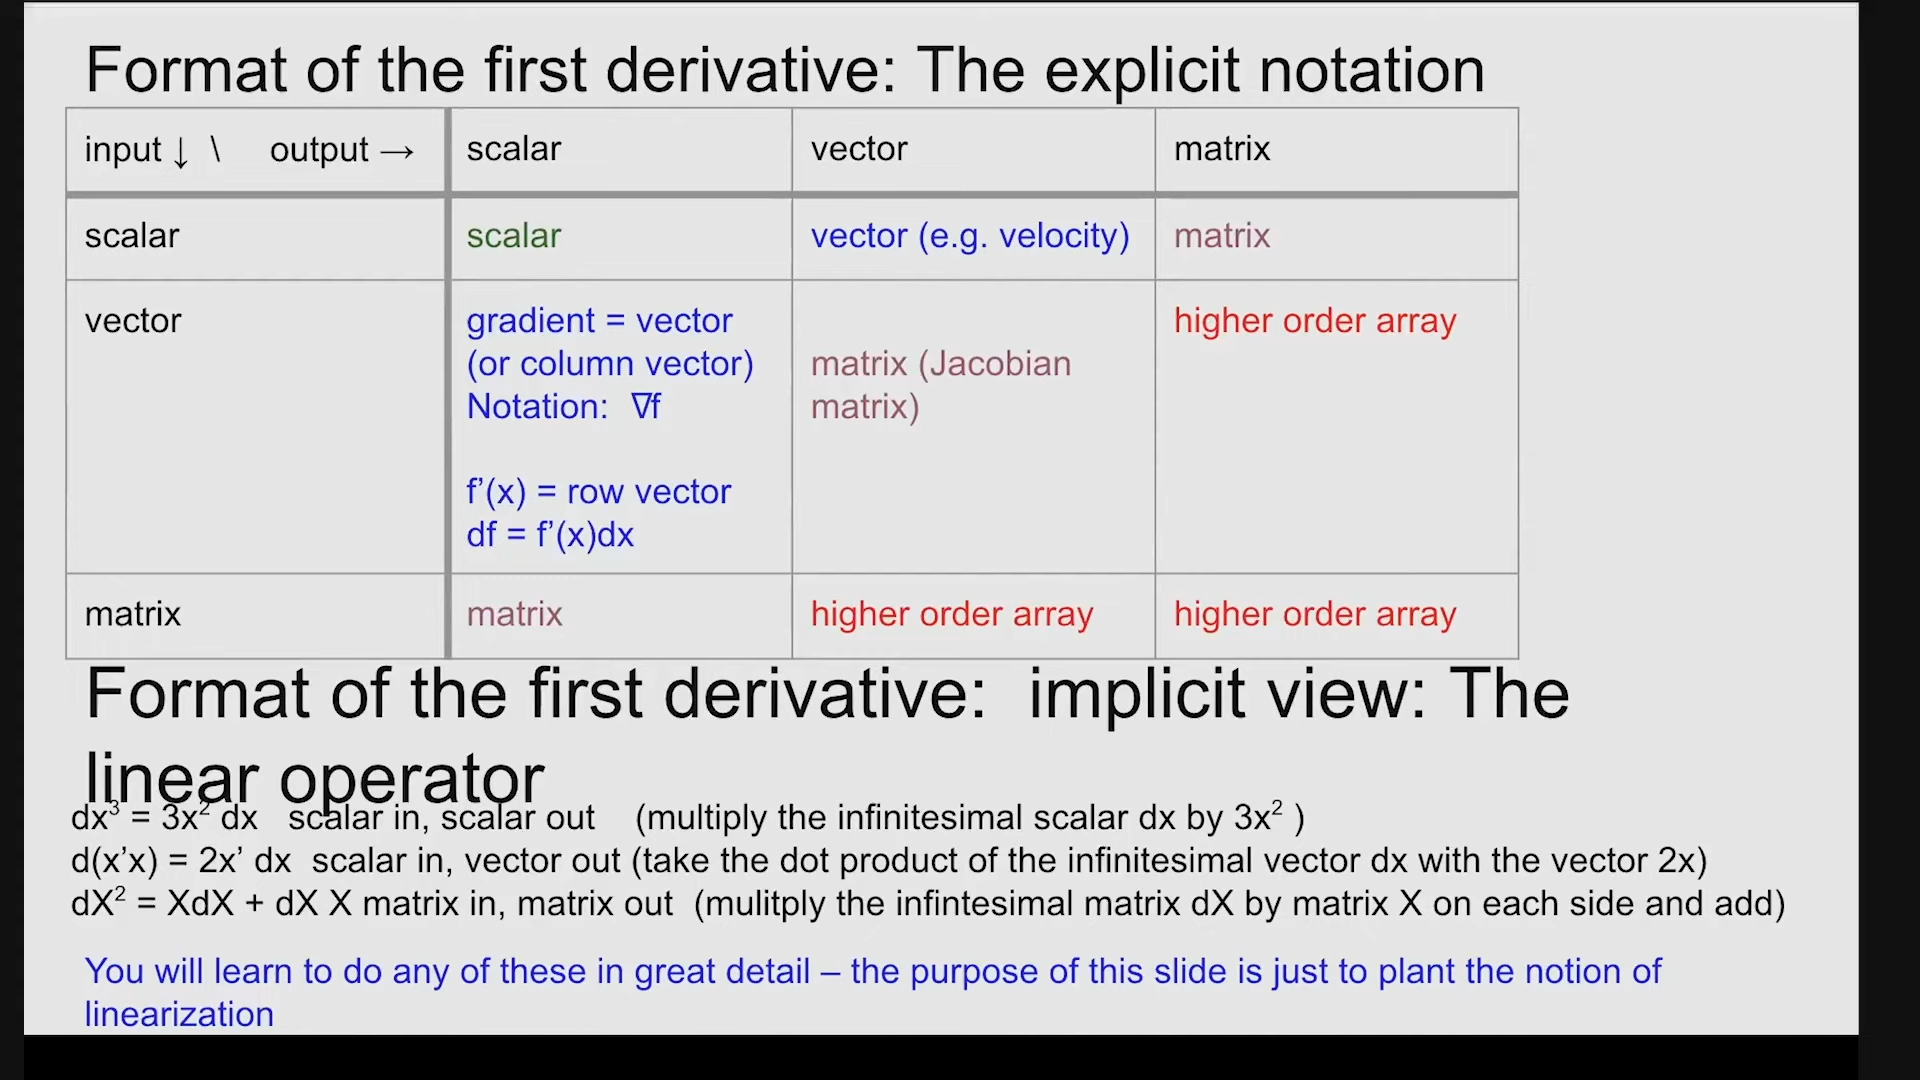 Format of the first derivative: The explicit notation
input ↓ \ output →
scalar
vector
matrix
scalar
scalar
vector (e.g. velocity)
matrix
vector
gradient = vector
(or column vector)
Notation: ∇f
f’(x) = row vector
df = f’(x)dx
matrix (Jacobian
matrix)
higher order array
matrix
matrix
higher order array
higher order array
Format of the first derivative: implicit view: The
linear operator
dx³ = 3x² dx scalar in, scalar out (multiply the infinitesimal scalar dx by 3x² )
d(x’x) = 2x’ dx scalar in, vector out (take the dot product of the infinitesimal vector dx with the vector 2x)
dX² = XdX + dX X matrix in, matrix out (mulitply the infintesimal matrix dX by matrix X on each side and add)
You will learn to do any of these in great detail – the purpose of this slide is just to plant the notion of
linearization